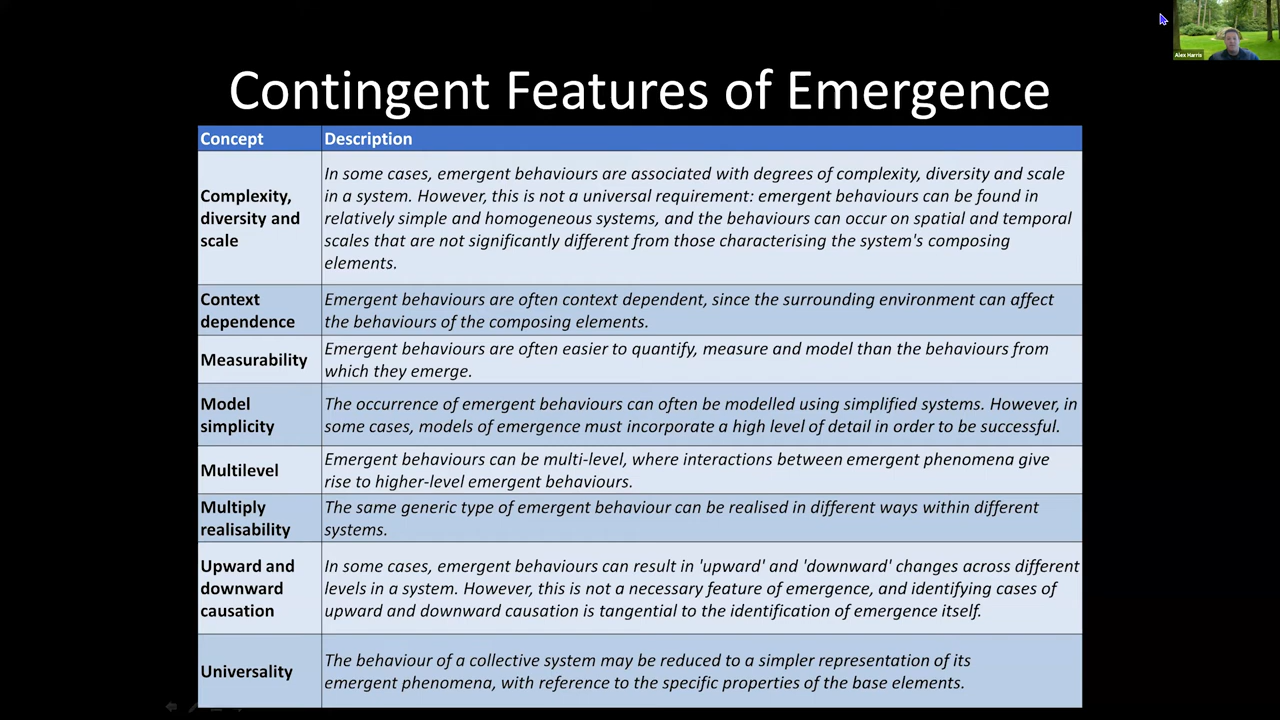 Alex Harris
Contingent Features of Emergence
Concept
Description
Complexity,
diversity and
scale
In some cases, emergent behaviours are associated with degrees of complexity, diversity and scale
in a system. However, this is not a universal requirement: emergent behaviours can be found in
relatively simple and homogeneous systems, and the behaviours can occur on spatial and temporal
scales that are not significantly different from those characterising the system's composing
elements.
Context
dependence
Emergent behaviours are often context dependent, since the surrounding environment can affect
the behaviours of the composing elements.
Measurability
Emergent behaviours are often easier to quantify, measure and model than the behaviours from
which they emerge.
Model
simplicity
The occurrence of emergent behaviours can often be modelled using simplified systems. However, in
some cases, models of emergence must incorporate a high level of detail in order to be successful.
Multilevel
Emergent behaviours can be multi-level, where interactions between emergent phenomena give
rise to higher-level emergent behaviours.
Multiply
realisability
The same generic type of emergent behaviour can be realised in different ways within different
systems.
Upward and
downward
causation
In some cases, emergent behaviours can result in 'upward' and 'downward' changes across different
levels in a system. However, this is not a necessary feature of emergence, and identifying cases of
upward and downward causation is tangential to the identification of emergence itself.
Universality
The behaviour of a collective system may be reduced to a simpler representation of its
emergent phenomena, with reference to the specific properties of the base elements.